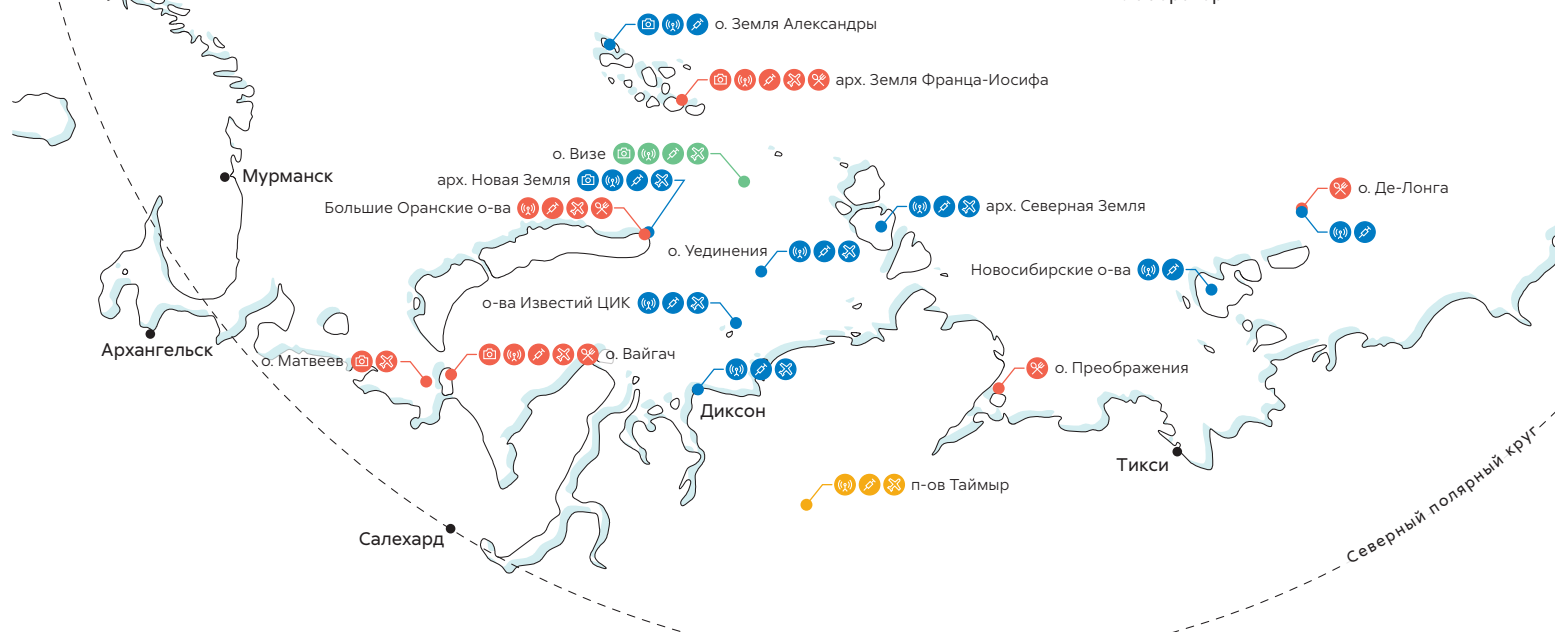 о. Земля Александры
арх. Земля Франца-Иосифа
о. Визе
Мурманск
арх. Новая Земля
о. Де-Лонга
Большие Оранские о-ва
арх. Северная Земля
о. Уединения
Новосибирские о-ва
о-ва Известий ЦИК
Архангельск
о. Матвеев
о. Вайгач
о. Преображения
Диксон
Тикси
п-ов Таймыр
Северный полярный круг
Салехард